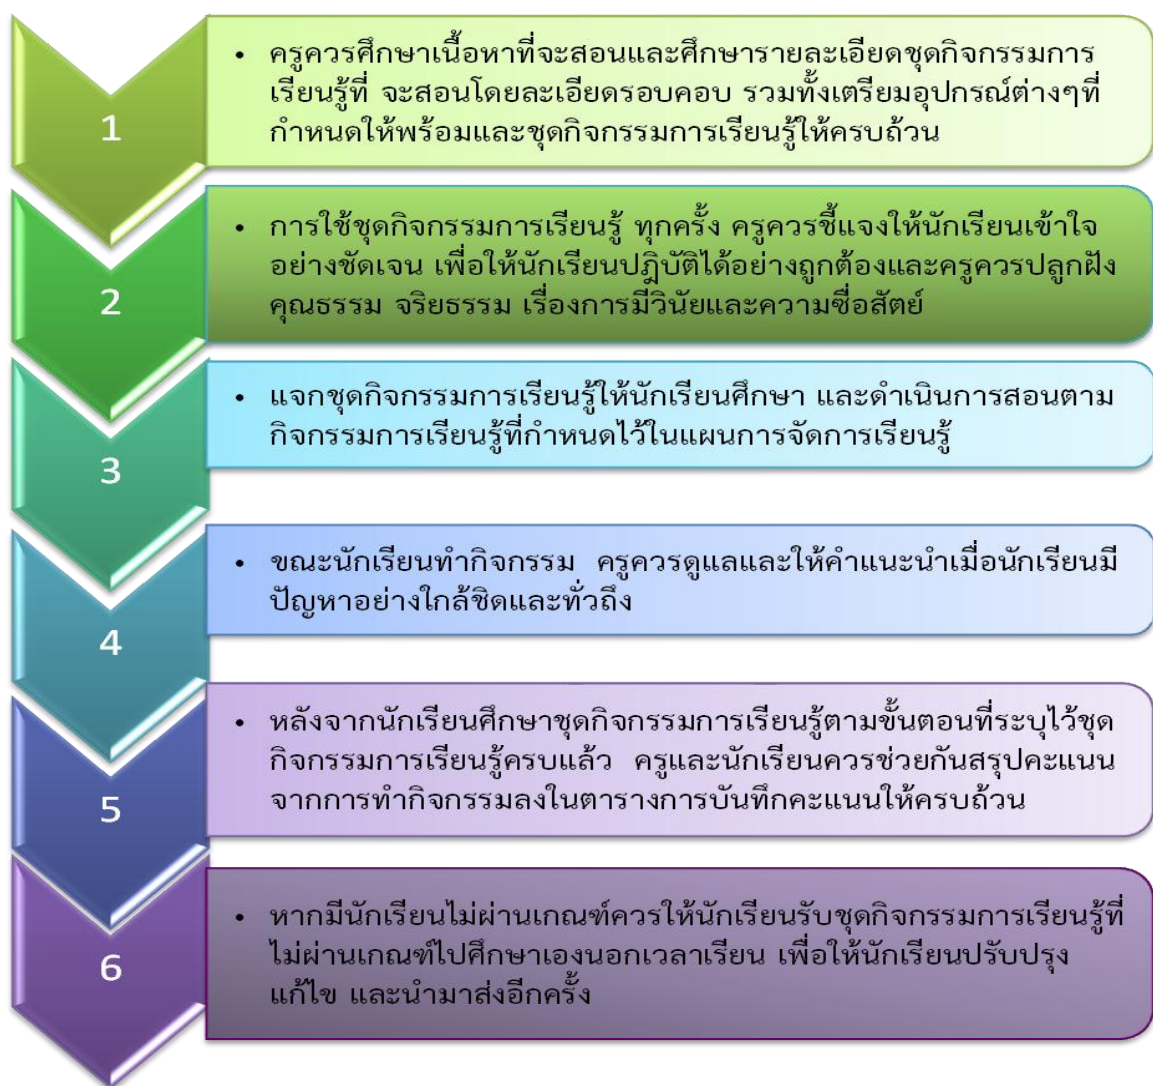 1
• ครูควรศึกษาเนื้อหาที่จะสอนและศึกษารายละเอียดชุดกิจกรรมการ
เรียนรู้ที่ จะสอนโดยละเอียดรอบคอบ รวมทั้งเตรียมอุปกรณ์ต่างๆที่
กำหนดให้พร้อมและชุดกิจกรรมการเรียนรู้ให้ครบถ้วน
2
• การใช้ชุดกิจกรรมการเรียนรู้ ทุกครั้ง ครูควรชี้แจงให้นักเรียนเข้าใจ
อย่างชัดเจน เพื่อให้นักเรียนปฎิบัติได้อย่างถูกต้องและครูควรปลูกฝัง
คุณธรรม จริยธรรม เรื่องการมีวินัยและความซื่อสัตย์
3
• แจกชุดกิจกรรมการเรียนรู้ให้นักเรียนศึกษา และดำเนินการสอนตาม
กิจกรรมการเรียนรู้ที่กำหนดไว้ในแผนการจัดการเรียนรู้
4
• ขณะนักเรียนทำกิจกรรม ครูควรดูแลและให้คำแนะนำเมื่อนักเรียนมี
ปัญหาอย่างใกล้ชิดและทั่วถึง
5
• หลังจากนักเรียนศึกษาชุดกิจกรรมการเรียนรู้ตามขั้นตอนที่ระบุไว้ชุด
กิจกรรมการเรียนรู้ครบแล้ว ครูและนักเรียนควรช่วยกันสรุปคะแนน
จากการทำกิจกรรมลงในตารางการบันทึกคะแนนให้ครบถ้วน
6
• หากมีนักเรียนไม่ผ่านเกณฑ์ควรให้นักเรียนรับชุดกิจกรรมการเรียนรู้ที่
ไม่ผ่านเกณฑ์ไปศึกษาเองนอกเวลาเรียน เพื่อให้นักเรียนปรับปรุง
แก้ไข และนำมาส่งอีกครั้ง